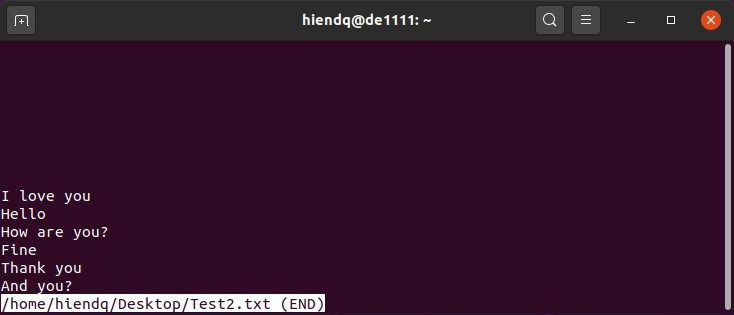 hiendq@de1111: ~
I love you
Hello
How are you?
Fine
Thank you
And you?
/home/hiendq/Desktop/Test2.txt (END)